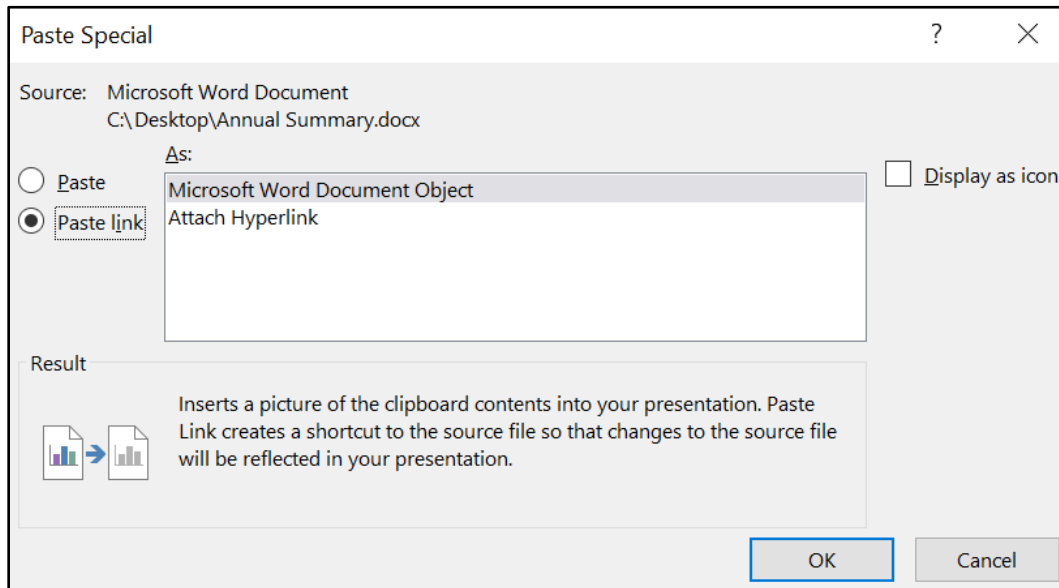 Paste Special
?
Source: Microsoft Word Document
C:\Desktop\Annual Summary.docx
As:
Paste
Paste link
Microsoft Word Document Object
Attach Hyperlink
Display as icon
Result
Inserts a picture of the clipboard contents into your presentation. Paste
Link creates a shortcut to the source file so that changes to the source file
will be reflected in your presentation.
OK
Cancel